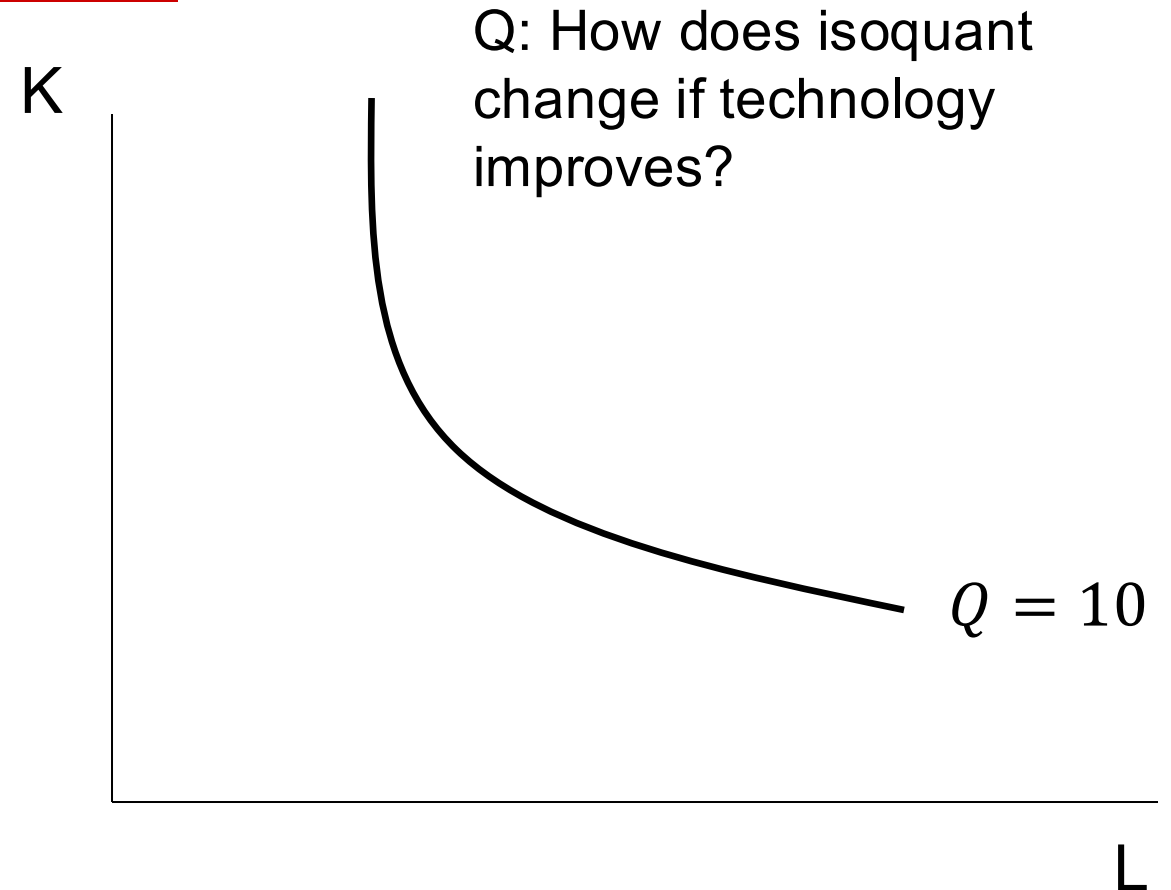 Q: How does isoquant
change if technology
improves?
K
Q = 10
L